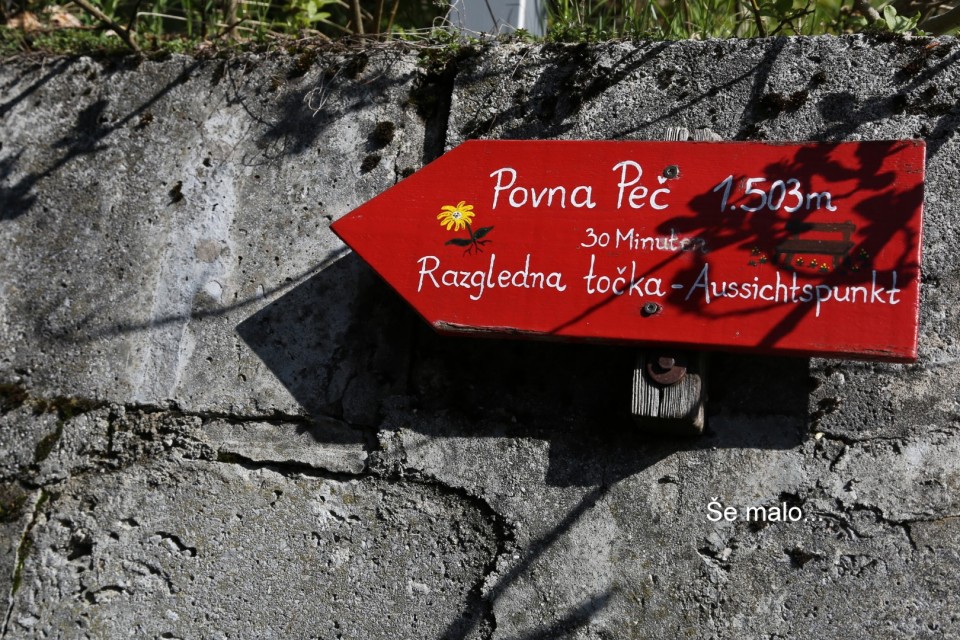 Povna Peč 1.503m
30 Minuten
Razgledna točka - Aussichtspunkt
Še malo...